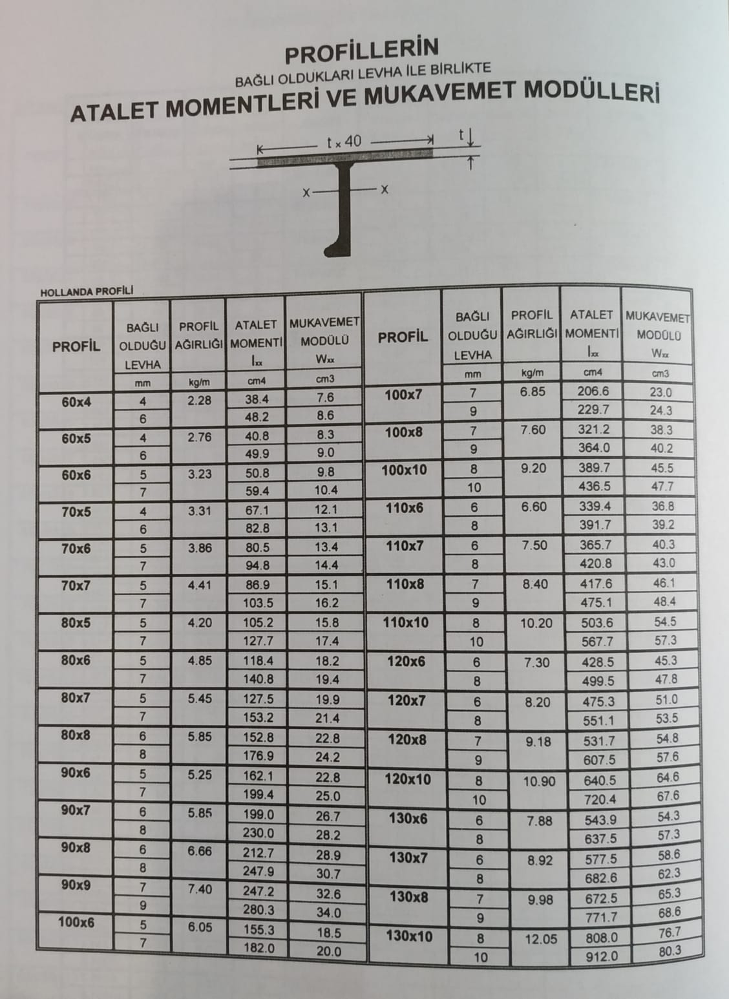 PROFİLLERİN
BAĞLI OLDUKLARI LEVHA İLE BİRLİKTE
ATALET MOMENTLERİ VE MUKAVEMET MODÜLLERİ
t x 40
t
x x
HOLLANDA PROFİLİ
PROFİL BAĞLI OLDUĞU LEVHA mm PROFİL AĞIRLIĞI kg/m ATALET MOMENTİ Ixx cm4 MUKAVEMET MODÜLÜ Wxx cm3
60x4 4 2.28 38.4 7.6
6 48.2 8.6
60x5 4 2.76 40.8 8.3
6 49.9 9.0
60x6 5 3.23 50.8 9.8
7 59.4 10.4
70x5 4 3.31 67.1 12.1
6 82.8 13.1
70x6 5 3.86 80.5 13.4
7 94.8 14.4
70x7 5 4.41 86.9 15.1
7 103.5 16.2
80x5 5 4.20 105.2 15.8
7 127.7 17.4
80x6 5 4.85 118.4 18.2
7 140.8 19.4
80x7 5 5.45 127.5 19.9
7 153.2 21.4
80x8 6 5.85 152.8 22.8
8 176.9 24.2
90x6 5 5.25 162.1 22.8
7 199.4 25.0
90x7 6 5.85 199.0 26.7
8 230.0 28.2
90x8 6 6.66 212.7 28.9
8 247.9 30.7
90x9 7 7.40 247.2 32.6
9 280.3 34.0
100x6 5 6.05 155.3 18.5
7 182.0 20.0
PROFİL BAĞLI OLDUĞU LEVHA mm PROFİL AĞIRLIĞI kg/m ATALET MOMENTİ Ixx cm4 MUKAVEMET MODÜLÜ Wxx cm3
100x7 7 6.85 206.6 23.0
9 229.7 24.3
100x8 7 7.60 321.2 38.3
9 364.0 40.2
100x10 8 9.20 389.7 45.5
10 436.5 47.7
110x6 6 6.60 339.4 36.8
8 391.7 39.2
110x7 6 7.50 365.7 40.3
8 420.8 43.0
110x8 7 8.40 417.6 46.1
9 475.1 48.4
110x10 8 10.20 503.6 54.5
10 567.7 57.3
120x6 6 7.30 428.5 45.3
8 499.5 47.8
120x7 6 8.20 475.3 51.0
8 551.1 53.5
120x8 7 9.18 531.7 54.8
9 607.5 57.6
120x10 8 10.90 640.5 64.6
10 720.4 67.6
130x6 6 7.88 543.9 54.3
8 637.5 57.3
130x7 6 8.92 577.5 58.6
8 682.6 62.3
130x8 7 9.98 672.5 65.3
9 771.7 68.6
130x10 8 12.05 808.0 76.7
10 912.0 80.3